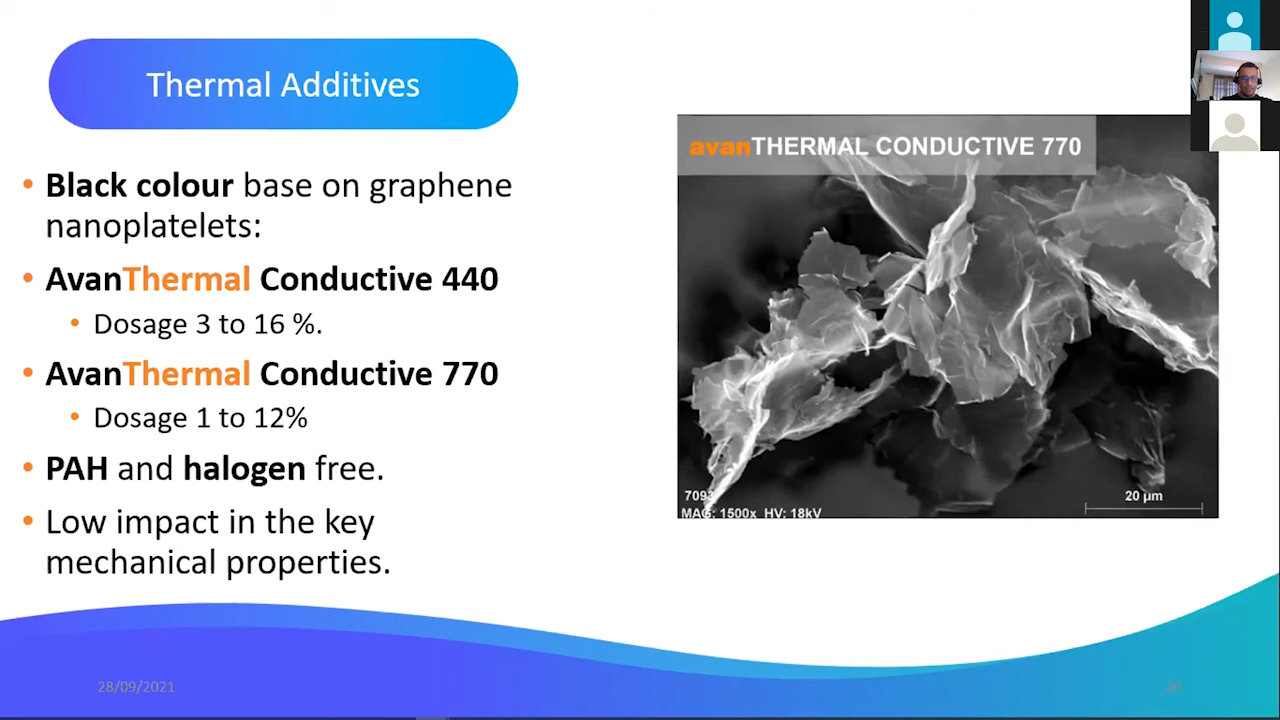 Thermal Additives
• Black colour base on graphene
nanoplatelets:
• AvanThermal Conductive 440
• Dosage 3 to 16 %.
• AvanThermal Conductive 770
• Dosage 1 to 12%
• PAH and halogen free.
• Low impact in the key
mechanical properties.
avanTHERMAL CONDUCTIVE 770
7093
MAG: 1500x HV: 18kV
20 µm
28/09/2021
20